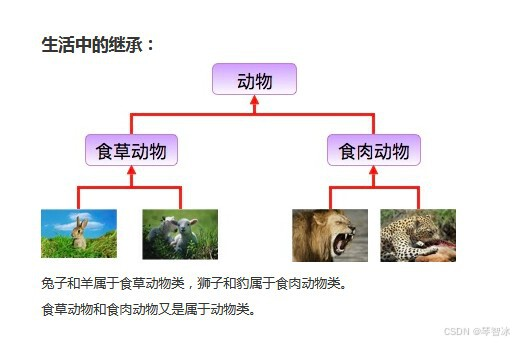 生活中的继承：
动物
食草动物
食肉动物
兔子和羊属于食草动物类，狮子和豹属于食肉动物类。
食草动物和食肉动物又是属于动物类。
CSDN @琴智冰